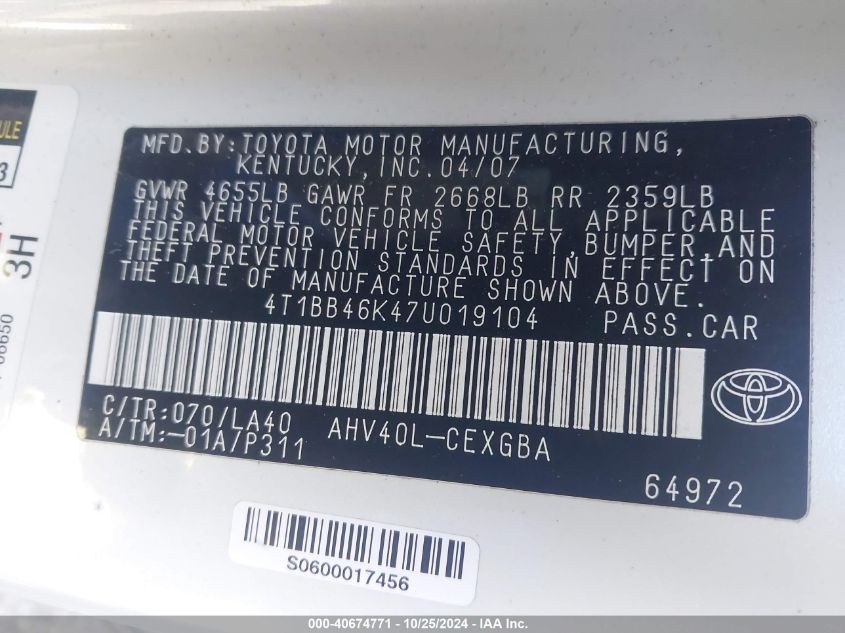 MFD.BY:TOYOTA MOTOR MANUFACTURING,
KENTUCKY, INC. 04/07
GVWR 4655LB GAWR FR 2668LB RR 2359LB
THIS VEHICLE CONFORMS TO ALL APPLICABLE
FEDERAL MOTOR VEHICLE SAFETY, BUMPER, AND
THEFT PREVENTION STANDARDS IN EFFECT ON
THE DATE OF MANUFACTURE SHOWN ABOVE.
4T1BB46K47U019104 PASS.CAR
C/TR:070/LA40
A/TM:-01A/P311 AHV40L-CEXGBA
64972
S0600017456
3H
000-40674771 - 10/25/2024 - IAA Inc.